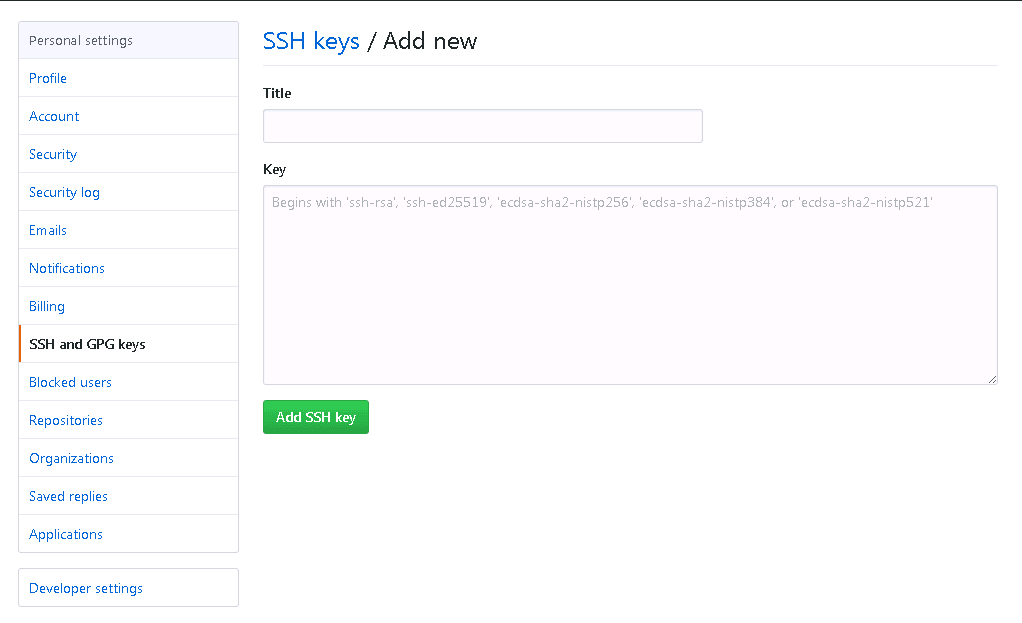 Personal settings
Profile
Account
Security
Security log
Emails
Notifications
Billing
SSH and GPG keys
Blocked users
Repositories
Organizations
Saved replies
Applications
Developer settings
SSH keys / Add new
Title
Key
Begins with 'ssh-rsa', 'ssh-ed25519', 'ecdsa-sha2-nistp256', 'ecdsa-sha2-nistp384', or 'ecdsa-sha2-nistp521'
Add SSH key